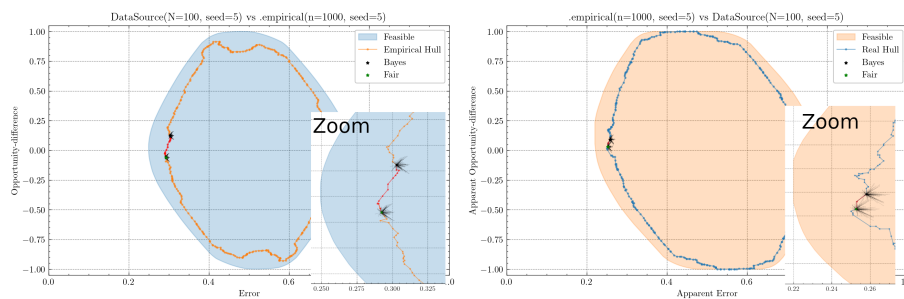 DataSource(N=100, seed=5) vs .empirical(n=1000, seed=5)
1.00
0.75
0.50
0.25
0.00
−0.25
−0.50
−0.75
−1.00
Opportunity-difference
Feasible
Empirical Hull
Bayes
Fair
Zoom
0.250
0.275
0.300
0.325
0.0
0.2
0.4
0.6
Error
.empirical(n=1000, seed=5) vs DataSource(N=100, seed=5)
1.00
0.75
0.50
0.25
0.00
−0.25
−0.50
−0.75
−1.00
Apparent Opportunity-difference
Feasible
Real Hull
Bayes
Fair
Zoom
0.22
0.24
0.26
0.0
0.2
0.4
0.6
Apparent Error